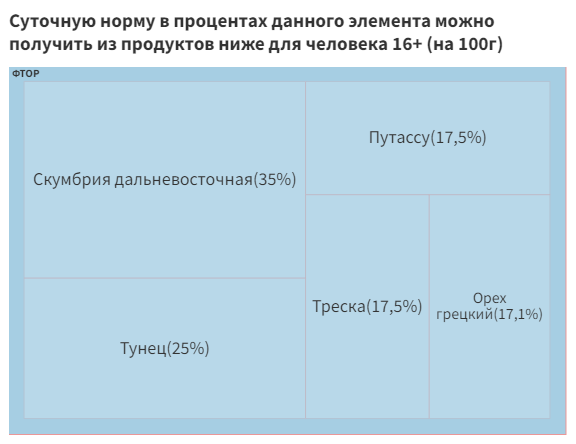 Суточную норму в процентах данного элемента можно
получить из продуктов ниже для человека 16+ (на 100г)
ФТОР
Скумбрия дальневосточная(35%)
Путассу(17,5%)
Тунец(25%)
Треска(17,5%)
Орех
грецкий(17,1%)